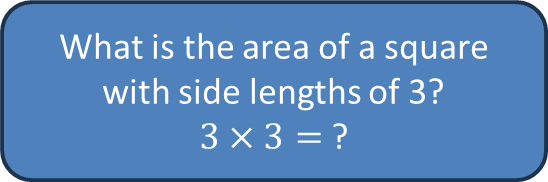 What is the area of a square
with side lengths of 3?
3 × 3 = ?